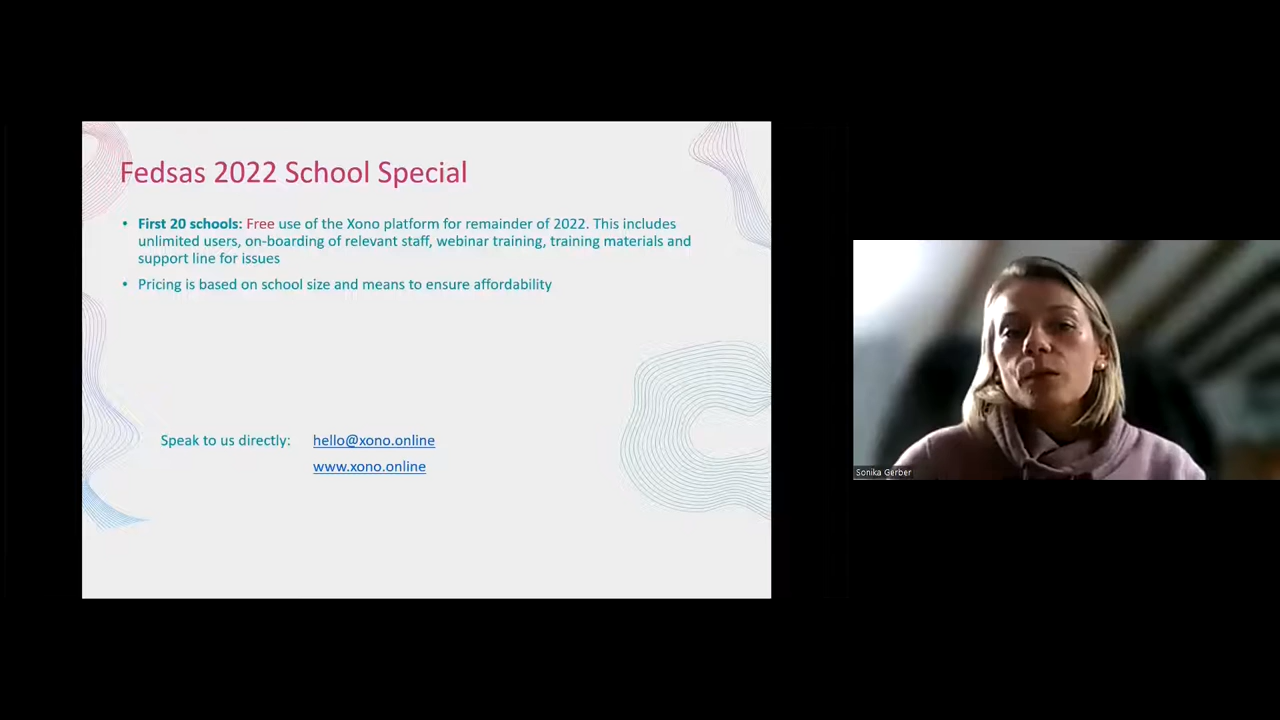 Fedsas 2022 School Special
• First 20 schools: Free use of the Xono platform for remainder of 2022. This includes
unlimited users, on-boarding of relevant staff, webinar training, training materials and
support line for issues
• Pricing is based on school size and means to ensure affordability
Speak to us directly: hello@xono.online
www.xono.online
Sonika Gerber